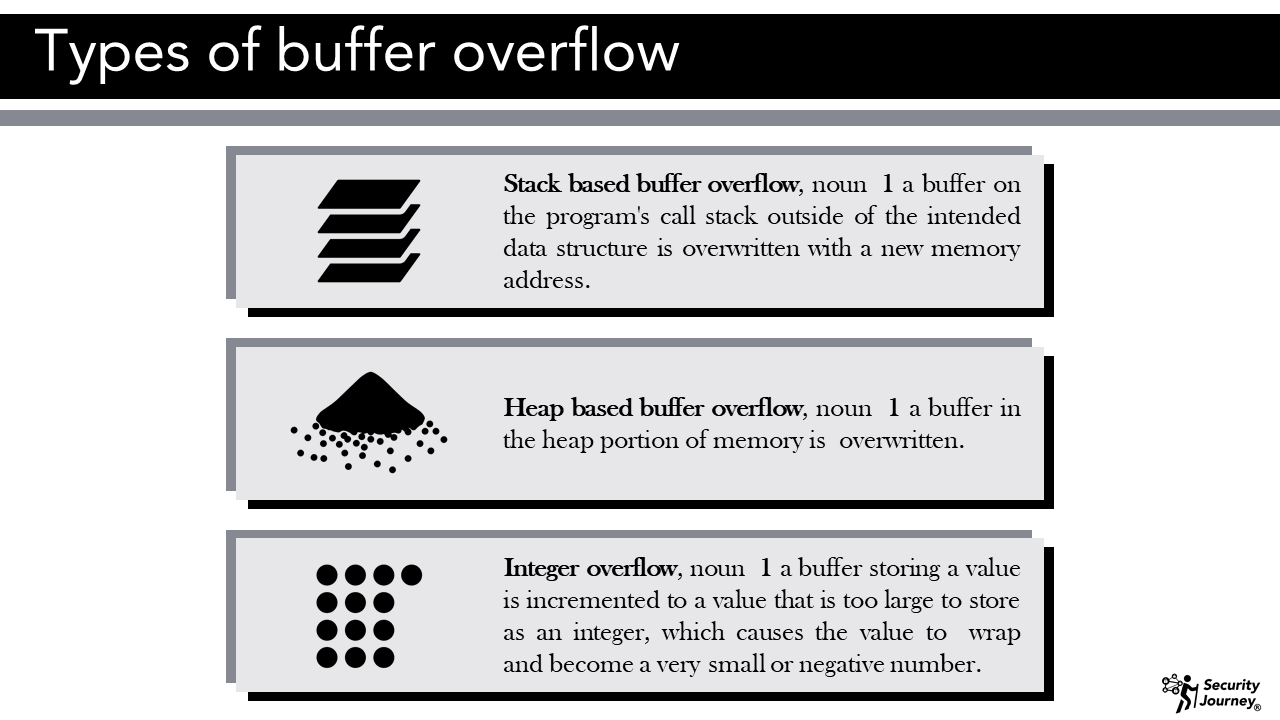 Types of buffer overflow
Stack based buffer overflow, noun 1 a buffer on
the program's call stack outside of the intended
data structure is overwritten with a new memory
address.
Heap based buffer overflow, noun 1 a buffer in
the heap portion of memory is overwritten.
Integer overflow, noun 1 a buffer storing a value
is incremented to a value that is too large to store
as an integer, which causes the value to wrap
and become a very small or negative number.
Security
Journey®